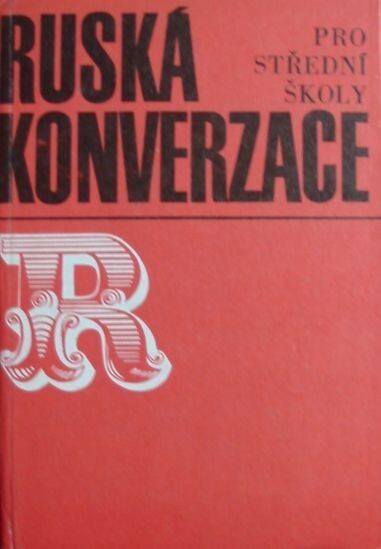 RUSKÁ
PRO
STŘEDNÍ
ŠKOLY
KONVERZACE
R